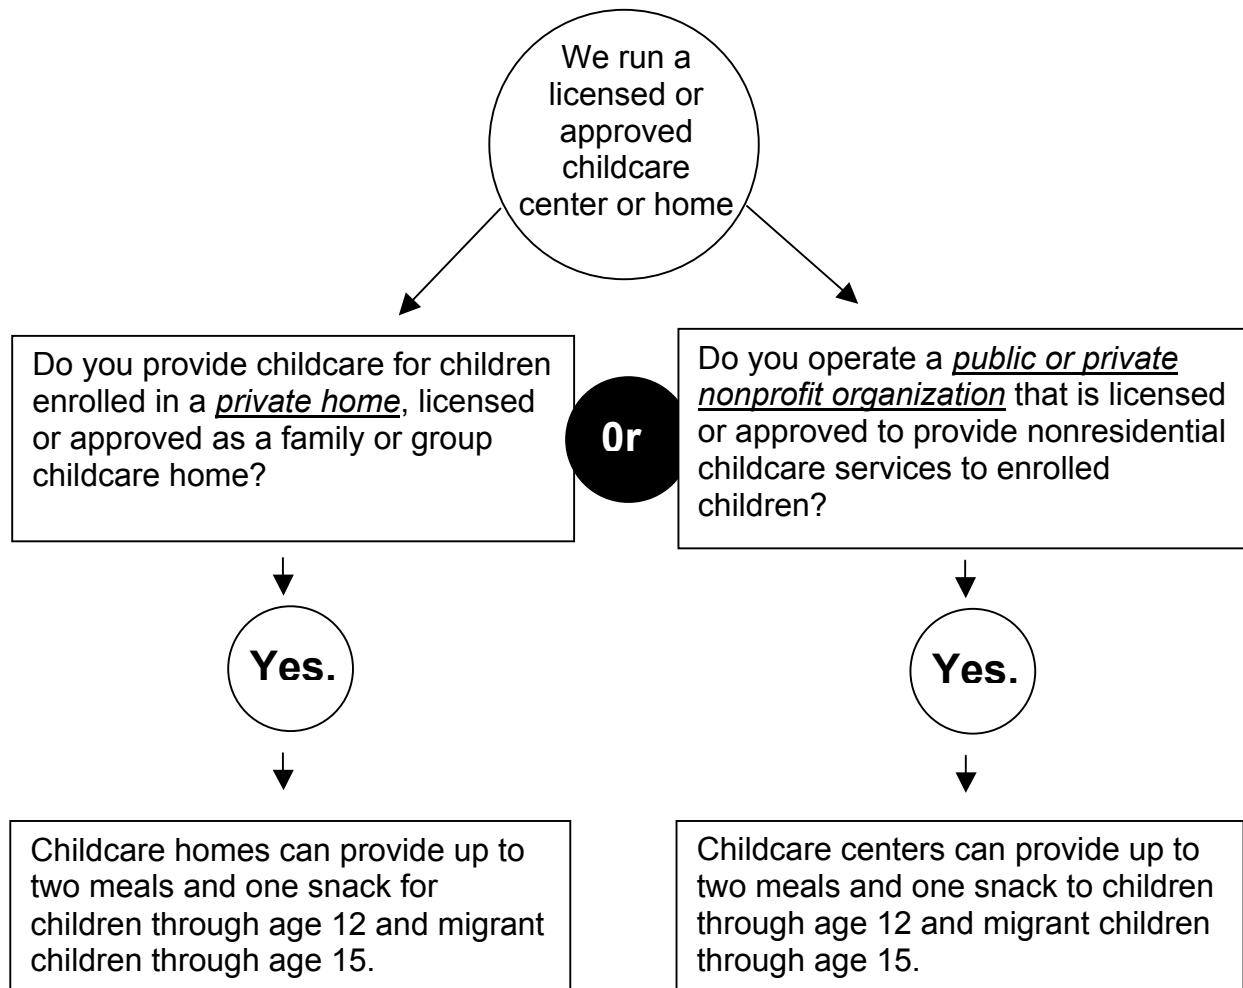 We run a
licensed or
approved
childcare
center or home
Do you provide childcare for children
enrolled in a private home, licensed
or approved as a family or group
childcare home?
0r
Do you operate a public or private
nonprofit organization that is licensed
or approved to provide nonresidential
childcare services to enrolled
children?
Yes.
Yes.
Childcare homes can provide up to
two meals and one snack for
children through age 12 and migrant
children through age 15.
Childcare centers can provide up to
two meals and one snack to children
through age 12 and migrant children
through age 15.